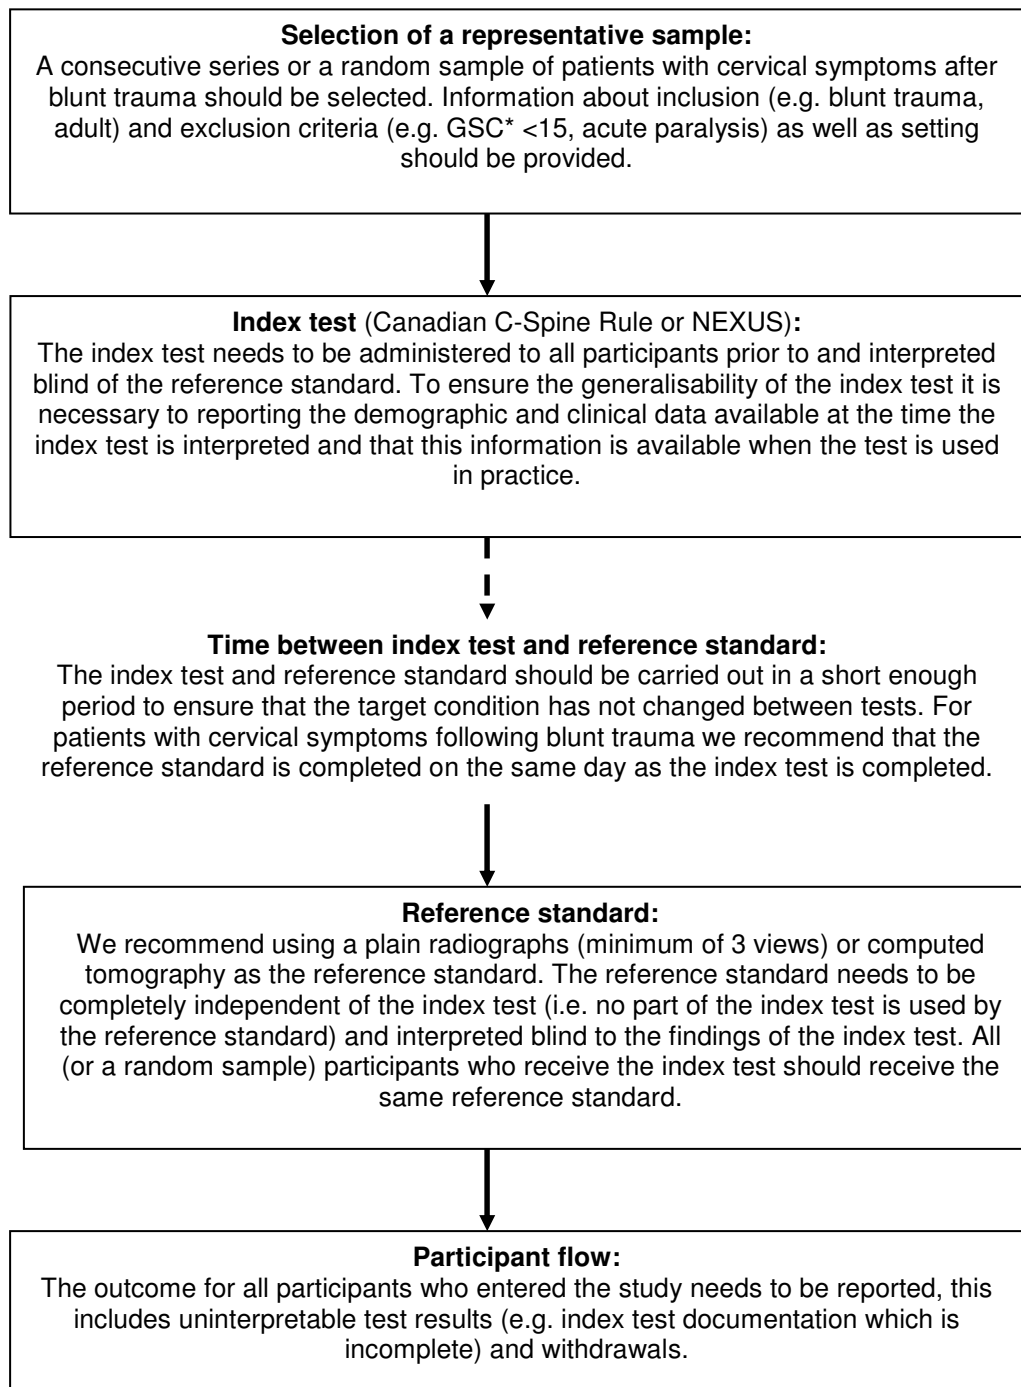 Selection of a representative sample:
A consecutive series or a random sample of patients with cervical symptoms after
blunt trauma should be selected. Information about inclusion (e.g. blunt trauma,
adult) and exclusion criteria (e.g. GSC* <15, acute paralysis) as well as setting
should be provided.
Index test (Canadian C-Spine Rule or NEXUS):
The index test needs to be administered to all participants prior to and interpreted
blind of the reference standard. To ensure the generalisability of the index test it is
necessary to reporting the demographic and clinical data available at the time the
index test is interpreted and that this information is available when the test is used
in practice.
Time between index test and reference standard:
The index test and reference standard should be carried out in a short enough
period to ensure that the target condition has not changed between tests. For
patients with cervical symptoms following blunt trauma we recommend that the
reference standard is completed on the same day as the index test is completed.
Reference standard:
We recommend using a plain radiographs (minimum of 3 views) or computed
tomography as the reference standard. The reference standard needs to be
completely independent of the index test (i.e. no part of the index test is used by
the reference standard) and interpreted blind to the findings of the index test. All
(or a random sample) participants who receive the index test should receive the
same reference standard.
Participant flow:
The outcome for all participants who entered the study needs to be reported, this
includes uninterpretable test results (e.g. index test documentation which is
incomplete) and withdrawals.